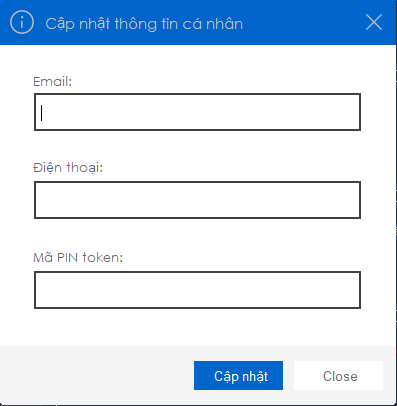 Cập nhật thông tin cá nhân
Email:
Điện thoại:
Mã PIN token:
Cập nhật
Close